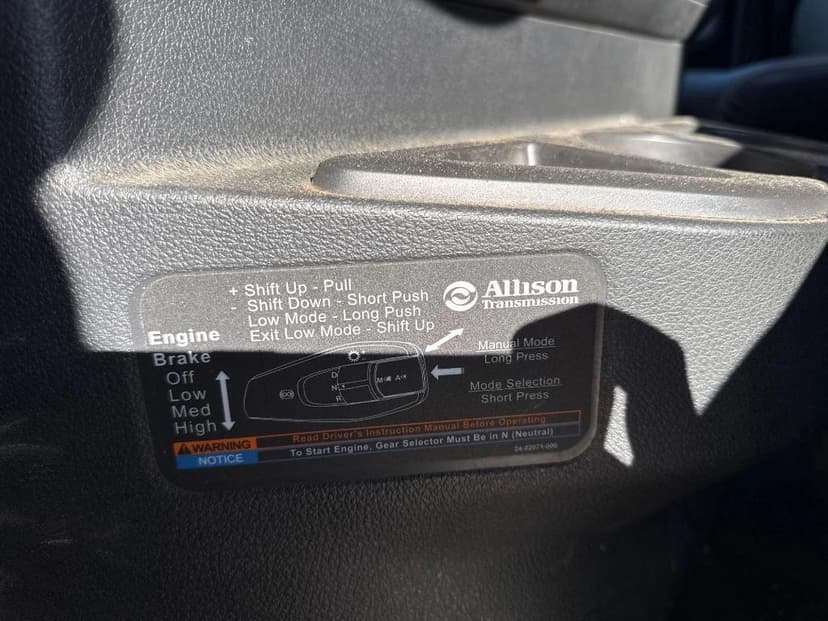 + Shift Up - Pull
- Shift Down - Short Push
Low Mode - Long Push
Exit Low Mode - Shift Up
Allison
Transmission
Engine
Brake
Off
Low
Med
High
D
N
R
M
A
Manual Mode
Long Press
Mode Selection
Short Press
WARNING
Read Driver's Instruction Manual Before Operating
NOTICE
To Start Engine, Gear Selector Must Be in N (Neutral)